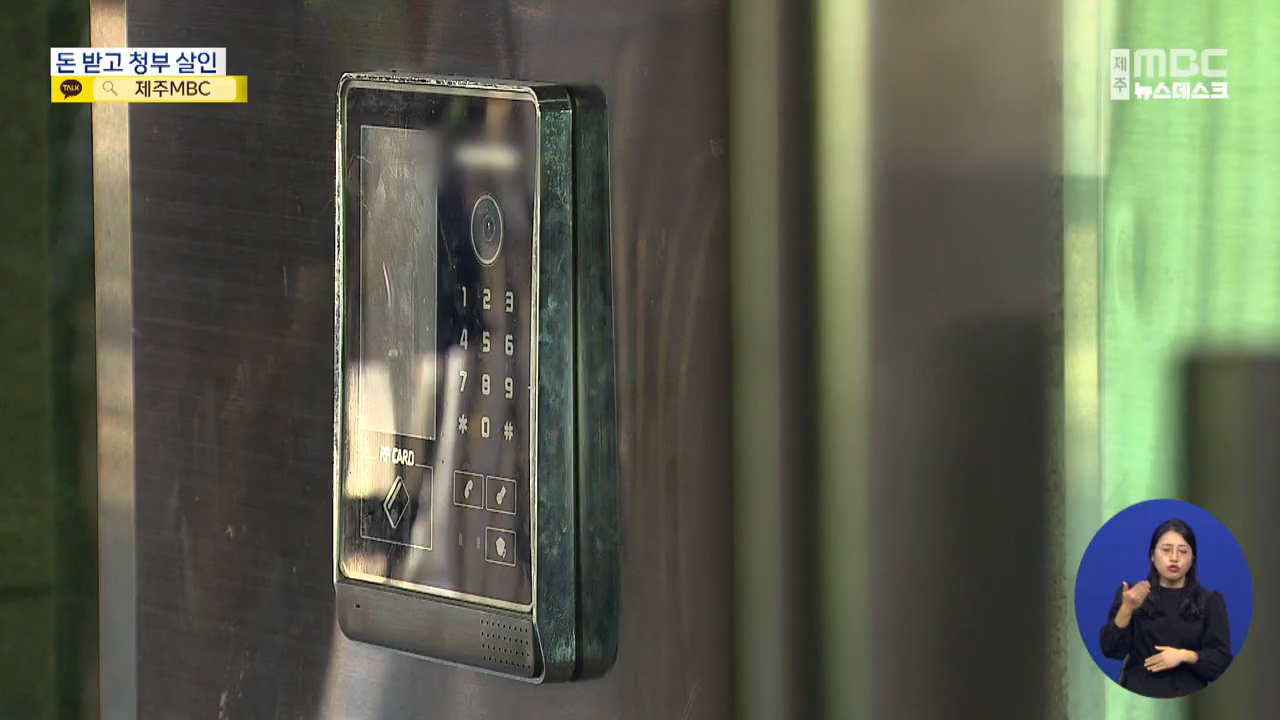 돈 받고 청부 살인
TALK 제주MBC
제주 MBC
뉴스데스크
1 2 3
4 5 6
7 8 9
* 0 #
RF CARD